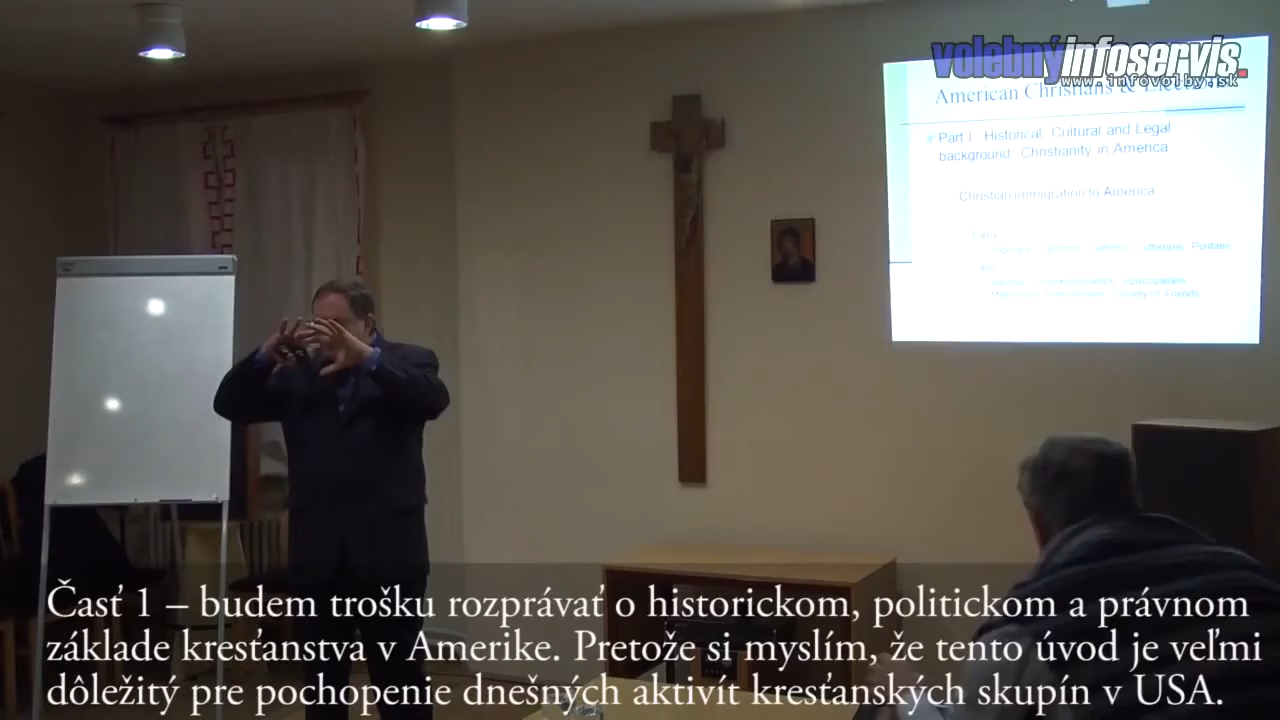 volebnýinfoservis.
www.infovolby.sk
American Christians &
Part I Historical Cultural and Legal
background Christianity in America
Christian immigration to America
Puritans
Episcopalians
Society of Friends
Časť 1 – budem trošku rozprávať o historickom, politickom a právnom
základe kresťanstva v Amerike. Pretože si myslím, že tento úvod je veľmi
dôležitý pre pochopenie dnešných aktivít kresťanských skupín v USA.